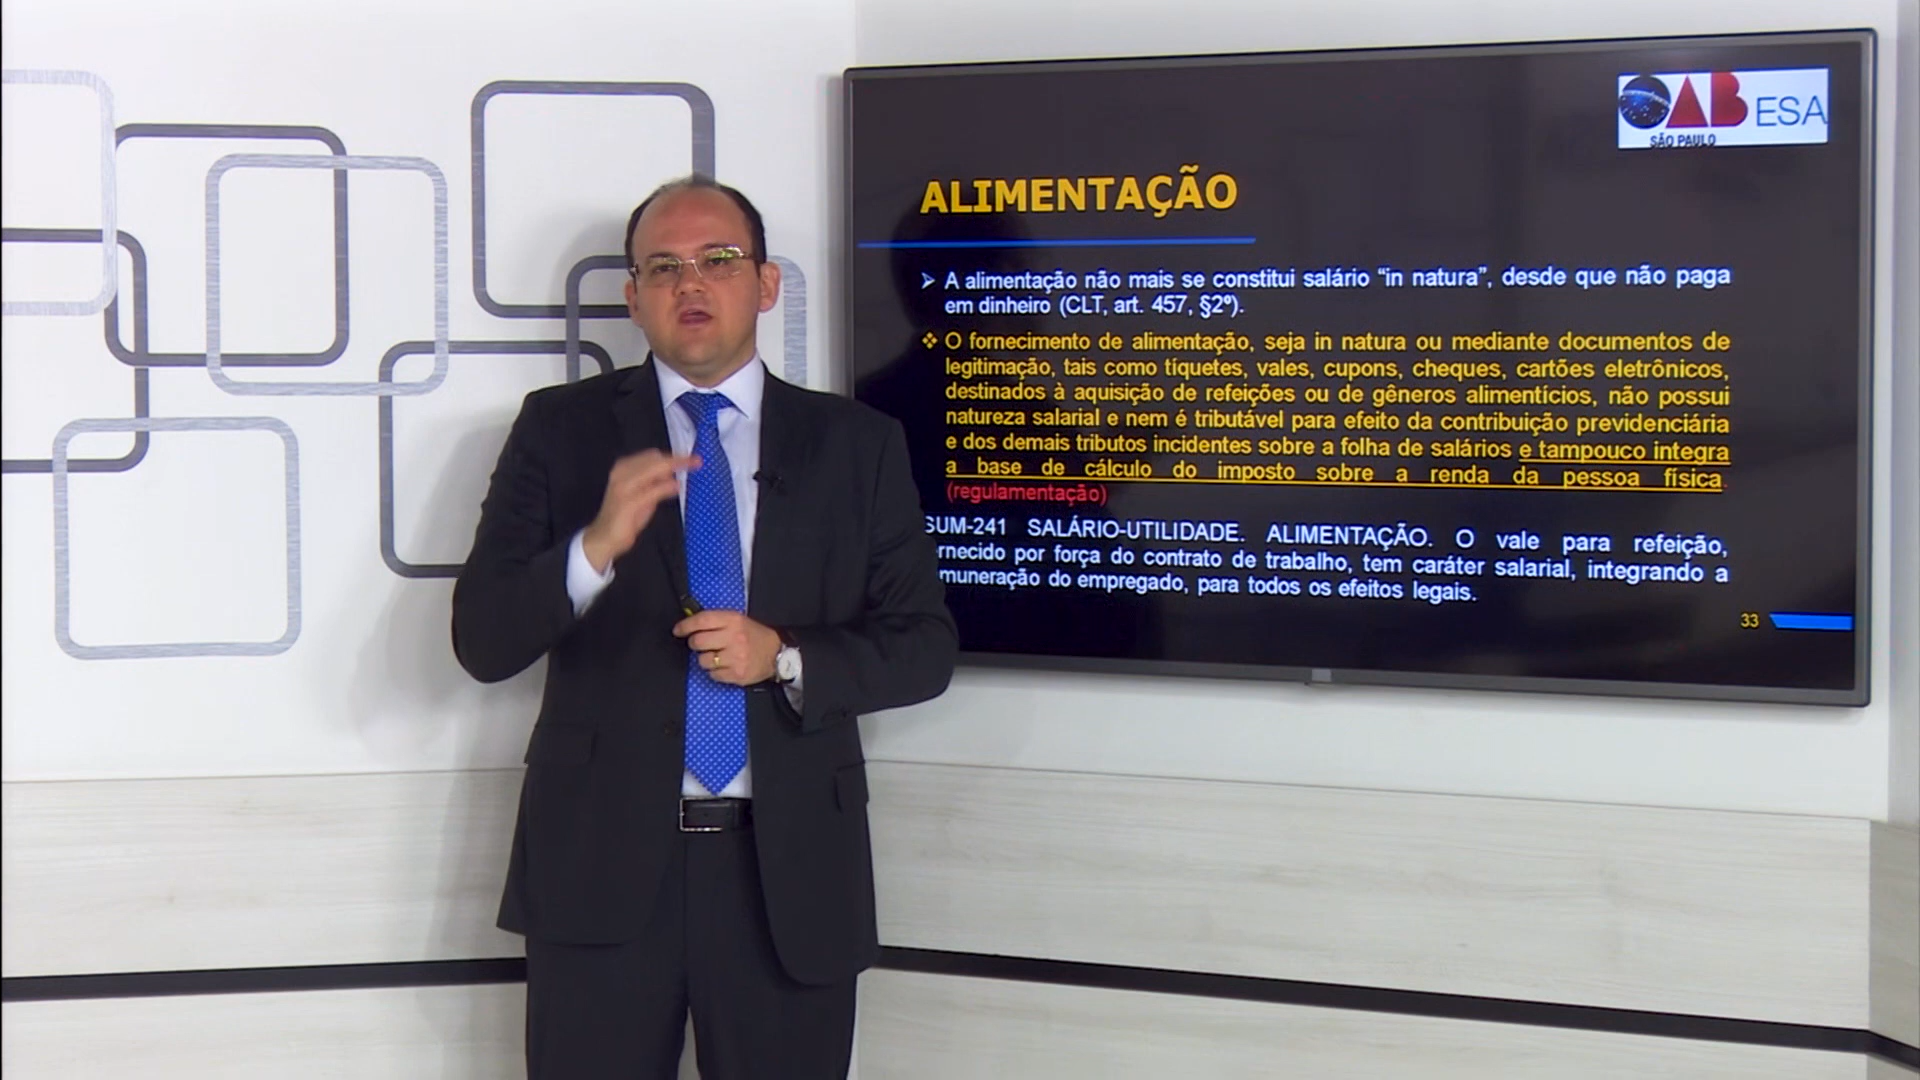 OAB ESA
SÃO PAULO
ALIMENTAÇÃO
➢ A alimentação não mais se constitui salário “in natura”, desde que não paga
em dinheiro (CLT, art. 457, §2º).
❖ O fornecimento de alimentação, seja in natura ou mediante documentos de
legitimação, tais como tíquetes, vales, cupons, cheques, cartões eletrônicos,
destinados à aquisição de refeições ou de gêneros alimentícios, não possui
natureza salarial e nem é tributável para efeito da contribuição previdenciária
e dos demais tributos incidentes sobre a folha de salários e tampouco integra
a base de cálculo do imposto sobre a renda da pessoa física.
(regulamentação)
SUM-241 SALÁRIO-UTILIDADE. ALIMENTAÇÃO. O vale para refeição,
rnecido por força do contrato de trabalho, tem caráter salarial, integrando a
muneração do empregado, para todos os efeitos legais.
33